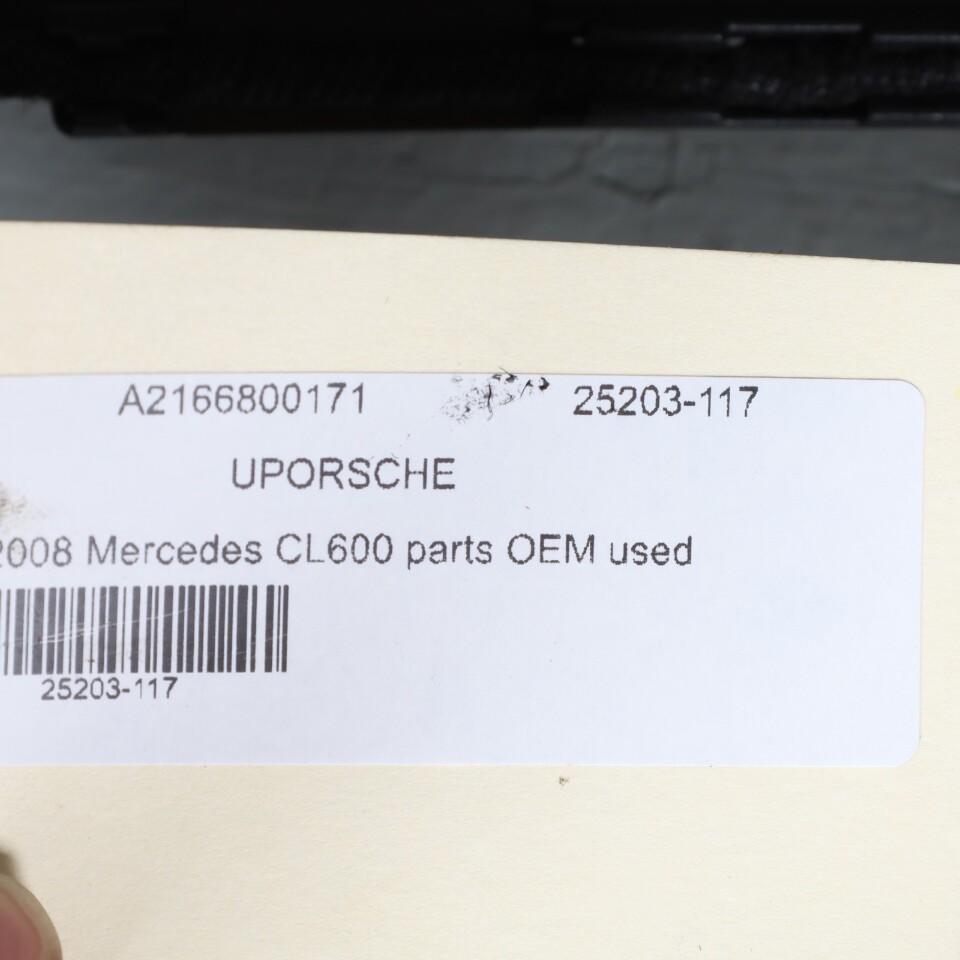 A2166800171 25203-117
UPORSCHE
2008 Mercedes CL600 parts OEM used
25203-117